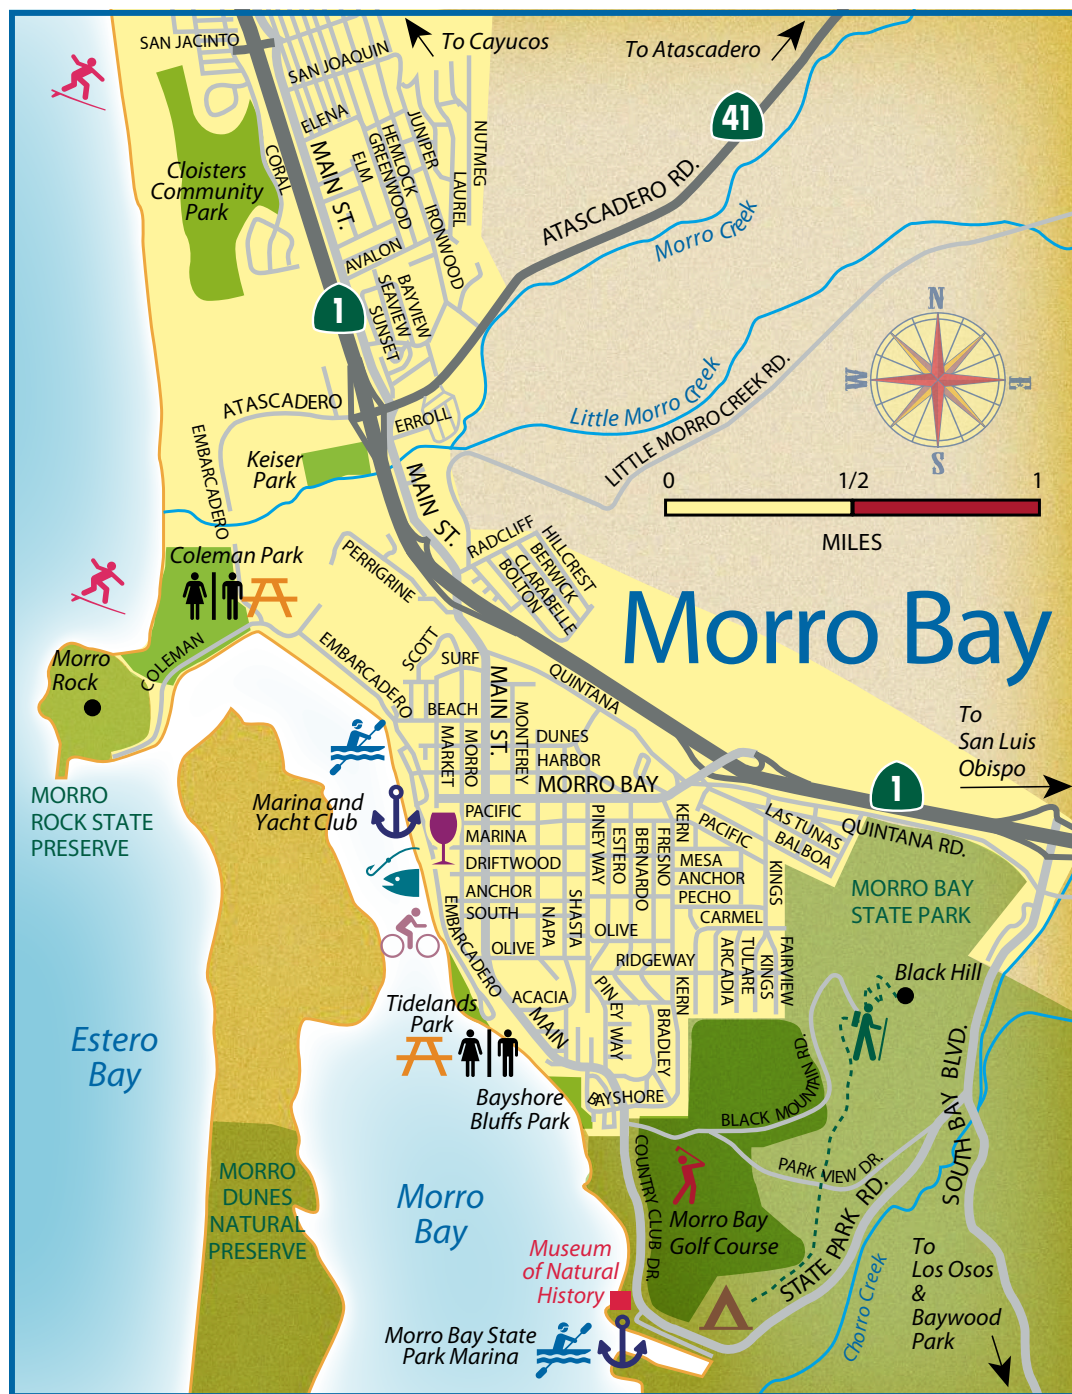 SAN JACINTO
To Cayucos
To Atascadero
SAN JOAQUIN
41
ELENA
JUNIPER
NUTMEG
HEMLOCK
GREENWOOD
MAIN ST.
ELM
CORAL
LAUREL
Cloisters
Community
Park
IRONWOOD
ATASCADERO RD.
Morro Creek
AVALON
BAYVIEW
SEAVIEW
SUNSET
1
N
W
E
S
Little Morro Creek
LITTLE MORRO CREEK RD.
ATASCADERO
ERROLL
EMBARCADERO
Keiser
Park
MAIN ST.
0
1/2
1
MILES
RADCLIFF
HILLCREST
BERWICK
CLARABELLE
BOLTON
PERRIGRINE
Coleman Park
Morro Bay
Morro
Rock
COLEMAN
EMBARCADERO
SCOTT
SURF
MAIN ST.
QUINTANA
BEACH
MONTEREY
MARKET
MORRO
DUNES
HARBOR
MORRO BAY
To
San Luis
Obispo
1
MORRO
ROCK STATE
PRESERVE
Marina and
Yacht Club
PACIFIC
MARINA
DRIFTWOOD
ANCHOR
SOUTH
OLIVE
PINEY WAY
ESTERO
BERNARDO
FRESNO
KERN
PACIFIC
LAS TUNAS
BALBOA
QUINTANA RD.
MESA
ANCHOR
PECHO
CARMEL
KINGS
MORRO BAY
STATE PARK
EMBARCADERO
NAPA
SHASTA
OLIVE
RIDGEWAY
ARCADIA
TULARE
KINGS
FAIRVIEW
KERN
Black Hill
PINEY WAY
BRADLEY
ACACIA
MAIN
Tidelands
Park
Estero
Bay
Bayshore
Bluffs Park
BAYSHORE
BLACK MOUNTAIN RD.
SOUTH BAY BLVD.
PARK VIEW DR.
STATE PARK RD.
COUNTRY CLUB DR.
MORRO
DUNES
NATURAL
PRESERVE
Morro
Bay
Morro Bay
Golf Course
Museum
of Natural
History
Morro Bay State
Park Marina
Chorro Creek
To
Los Osos
&
Baywood
Park